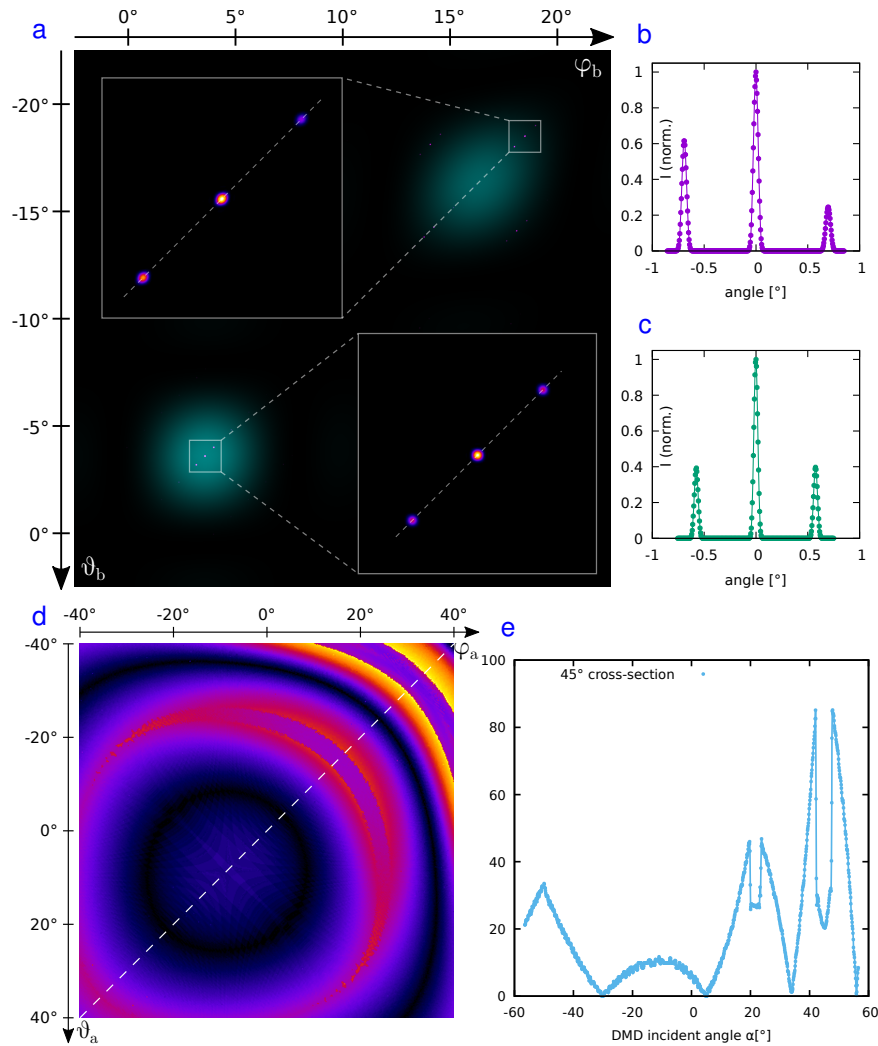 a
0° 5° 10° 15° 20°
φb
-20°
-15°
-10°
-5°
0°
ϑb
b
1
0.8
0.6
0.4
0.2
0
I (norm.)
-1 -0.5 0 0.5 1
angle [°]
c
1
0.8
0.6
0.4
0.2
0
I (norm.)
-1 -0.5 0 0.5 1
angle [°]
d
-40° -20° 0° 20° 40°
φa
-40°
-20°
0°
20°
40°
ϑa
e
100
80
60
40
20
0
45° cross-section
-60 -40 -20 0 20 40 60
DMD incident angle α[°]